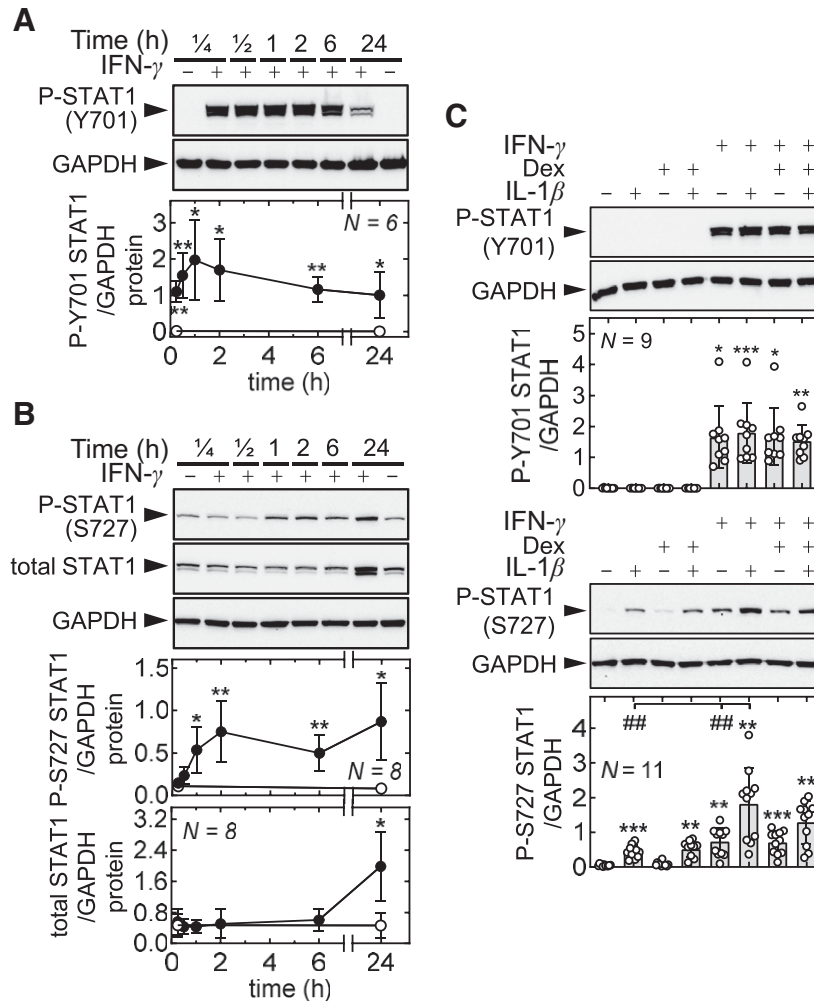 A
Time (h) ¼ ½ 1 2 6 24
IFN-γ − + + + + + + −
P-STAT1
(Y701)
GAPDH
P-Y701 STAT1
/GAPDH
protein
3
2
1
0
N = 6
** ** * * ** *
0 2 4 6 24
time (h)
B
Time (h) ¼ ½ 1 2 6 24
IFN-γ − + + + + + + −
P-STAT1
(S727)
total STAT1
GAPDH
P-S727 STAT1
/GAPDH
protein
1.5
1.0
0.5
0.0
* ** ** *
N = 8
total STAT1
/GAPDH
protein
3.2
2.4
1.6
0.8
0.0
N = 8
*
0 2 4 6 24
time (h)
C
IFN-γ + + + +
Dex + + + +
IL-1β − + − + − + − +
P-STAT1
(Y701)
GAPDH
P-Y701 STAT1
/GAPDH
5
4
3
2
1
0
N = 9
* *** * **
IFN-γ + + + +
Dex + + + +
IL-1β − + − + − + − +
P-STAT1
(S727)
GAPDH
P-S727 STAT1
/GAPDH
4
3
2
1
0
## ##
N = 11
*** ** ** ** *** **